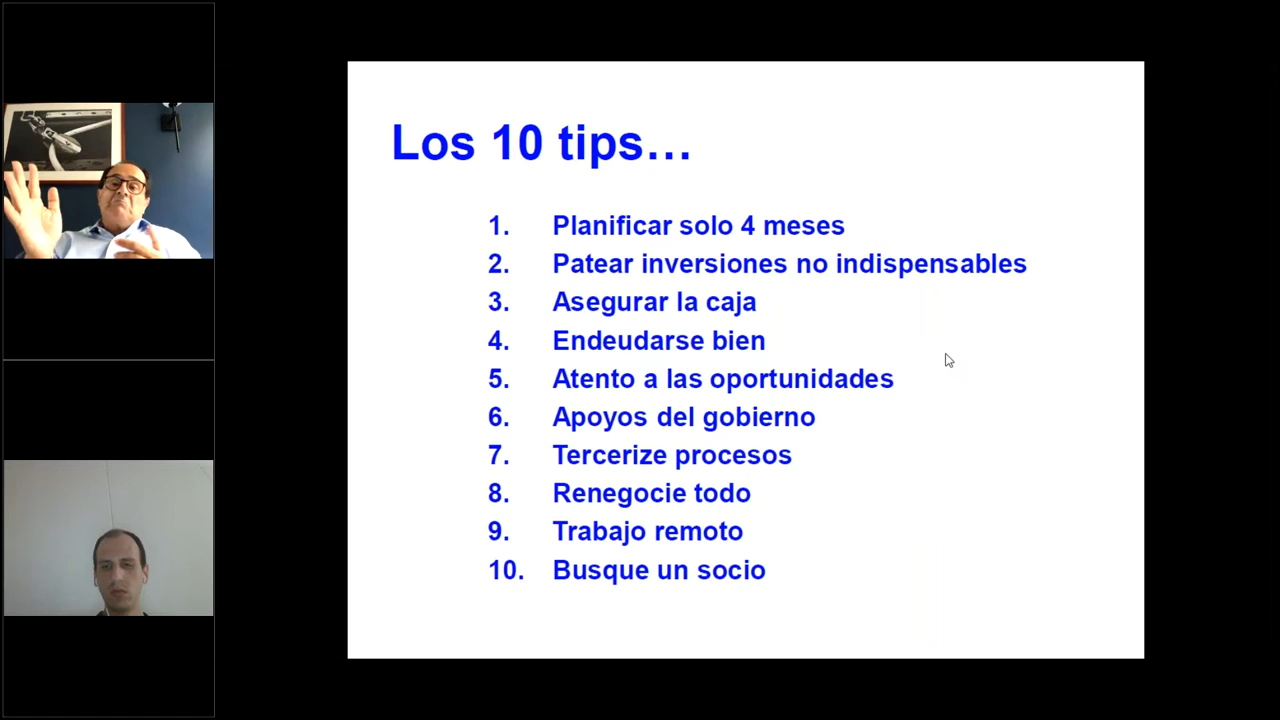 Los 10 tips…
1. Planificar solo 4 meses
2. Patear inversiones no indispensables
3. Asegurar la caja
4. Endeudarse bien
5. Atento a las oportunidades
6. Apoyos del gobierno
7. Tercerize procesos
8. Renegocie todo
9. Trabajo remoto
10. Busque un socio